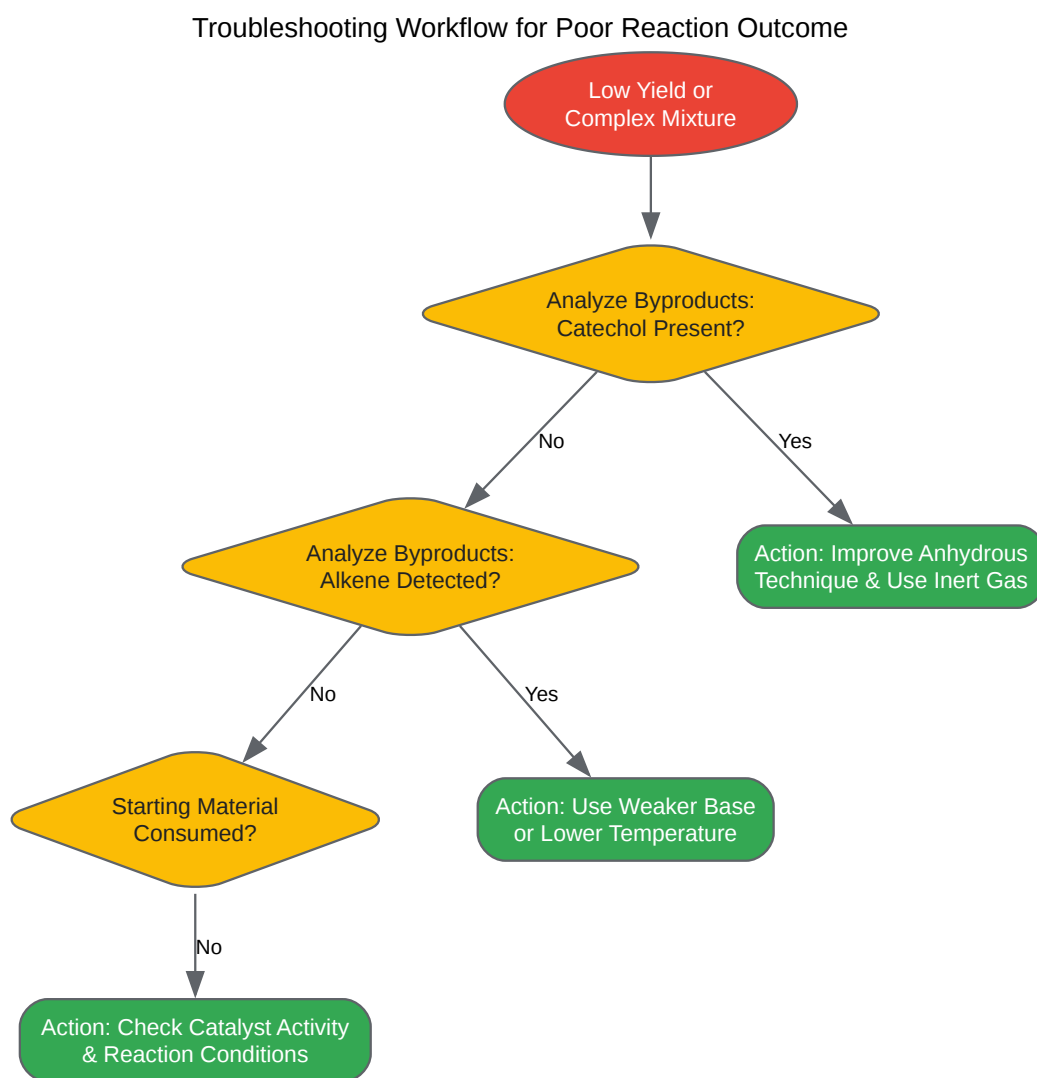 Troubleshooting Workflow for Poor Reaction Outcome
Low Yield or
Complex Mixture
Analyze Byproducts:
Catechol Present?
No
Yes
Analyze Byproducts:
Alkene Detected?
Action: Improve Anhydrous
Technique & Use Inert Gas
No
Yes
Starting Material
Consumed?
Action: Use Weaker Base
or Lower Temperature
No
Action: Check Catalyst Activity
& Reaction Conditions